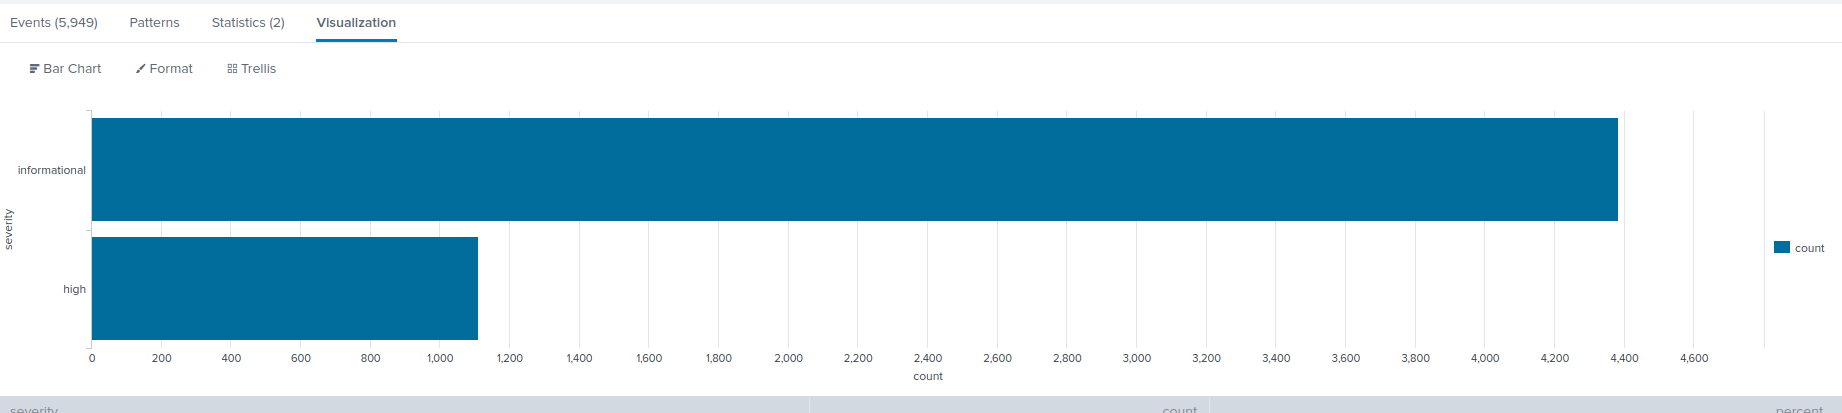 Events (5,949) Patterns Statistics (2) Visualization
Bar Chart Format Trellis
informational
severity
high
count
0 200 400 600 800 1,000 1,200 1,400 1,600 1,800 2,000 2,200 2,400 2,600 2,800 3,000 3,200 3,400 3,600 3,800 4,000 4,200 4,400 4,600
count
severity count percent